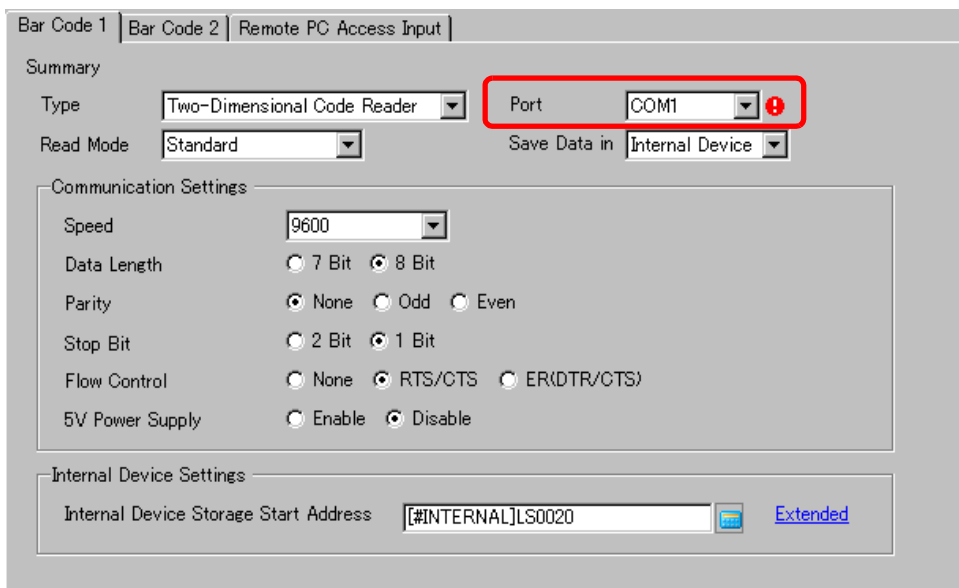 Bar Code 1 Bar Code 2 Remote PC Access Input
Summary
Type Two-Dimensional Code Reader Port COM1
Read Mode Standard Save Data in Internal Device
Communication Settings
Speed 9600
Data Length 7 Bit 8 Bit
Parity None Odd Even
Stop Bit 2 Bit 1 Bit
Flow Control None RTS/CTS ER(DTR/CTS)
5V Power Supply Enable Disable
Internal Device Settings
Internal Device Storage Start Address [#INTERNAL]LS0020 Extended